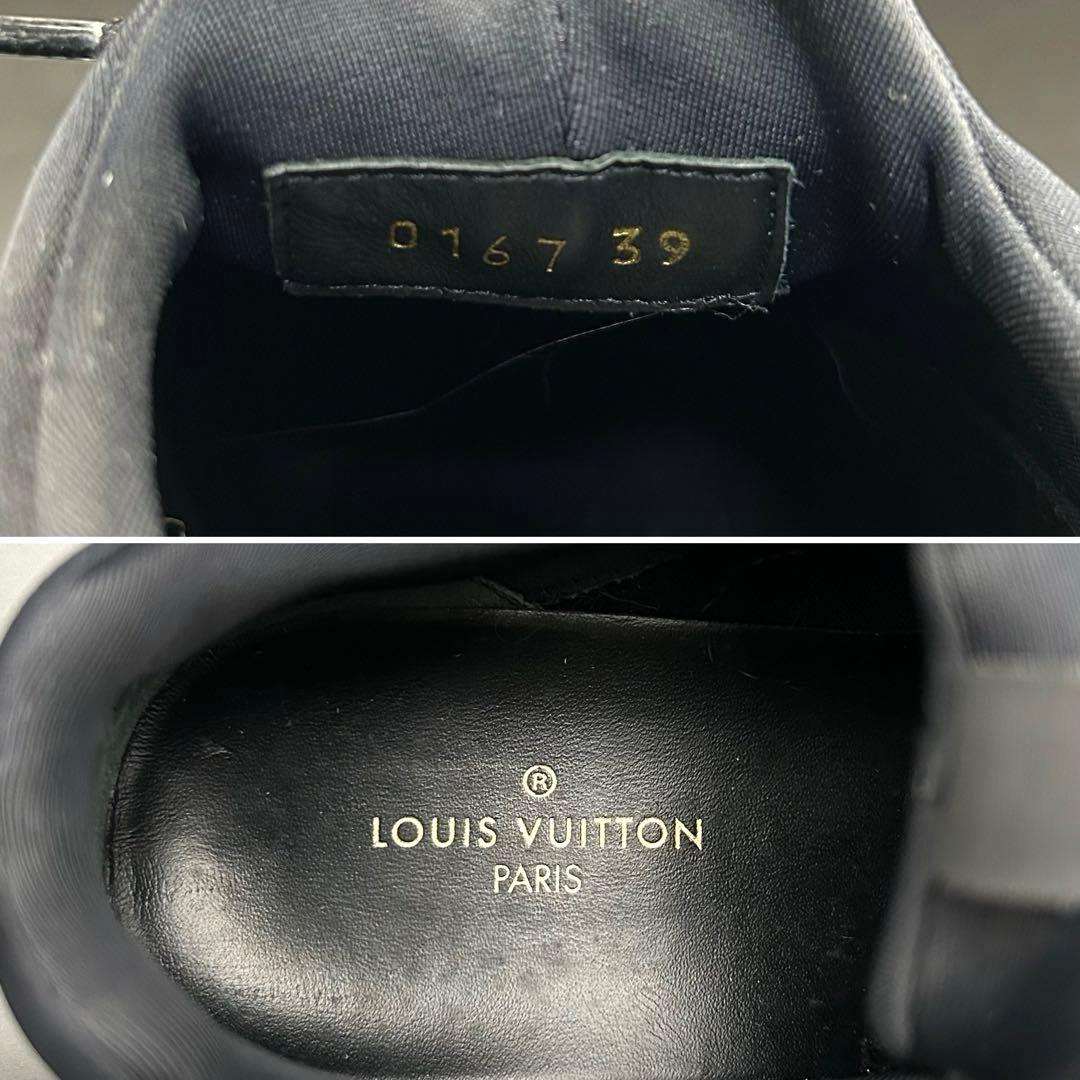 0167 39
®
LOUIS VUITTON
PARIS